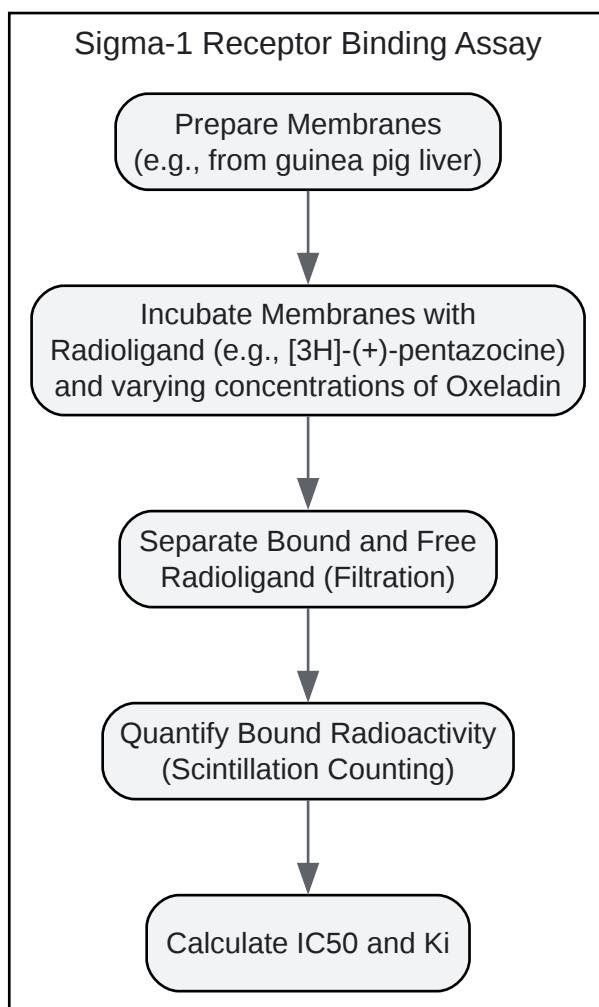 Sigma-1 Receptor Binding Assay
Prepare Membranes
(e.g., from guinea pig liver)
Incubate Membranes with
Radioligand (e.g., [3H]-(+)-pentazocine)
and varying concentrations of Oxeladin
Separate Bound and Free
Radioligand (Filtration)
Quantify Bound Radioactivity
(Scintillation Counting)
Calculate IC50 and Ki